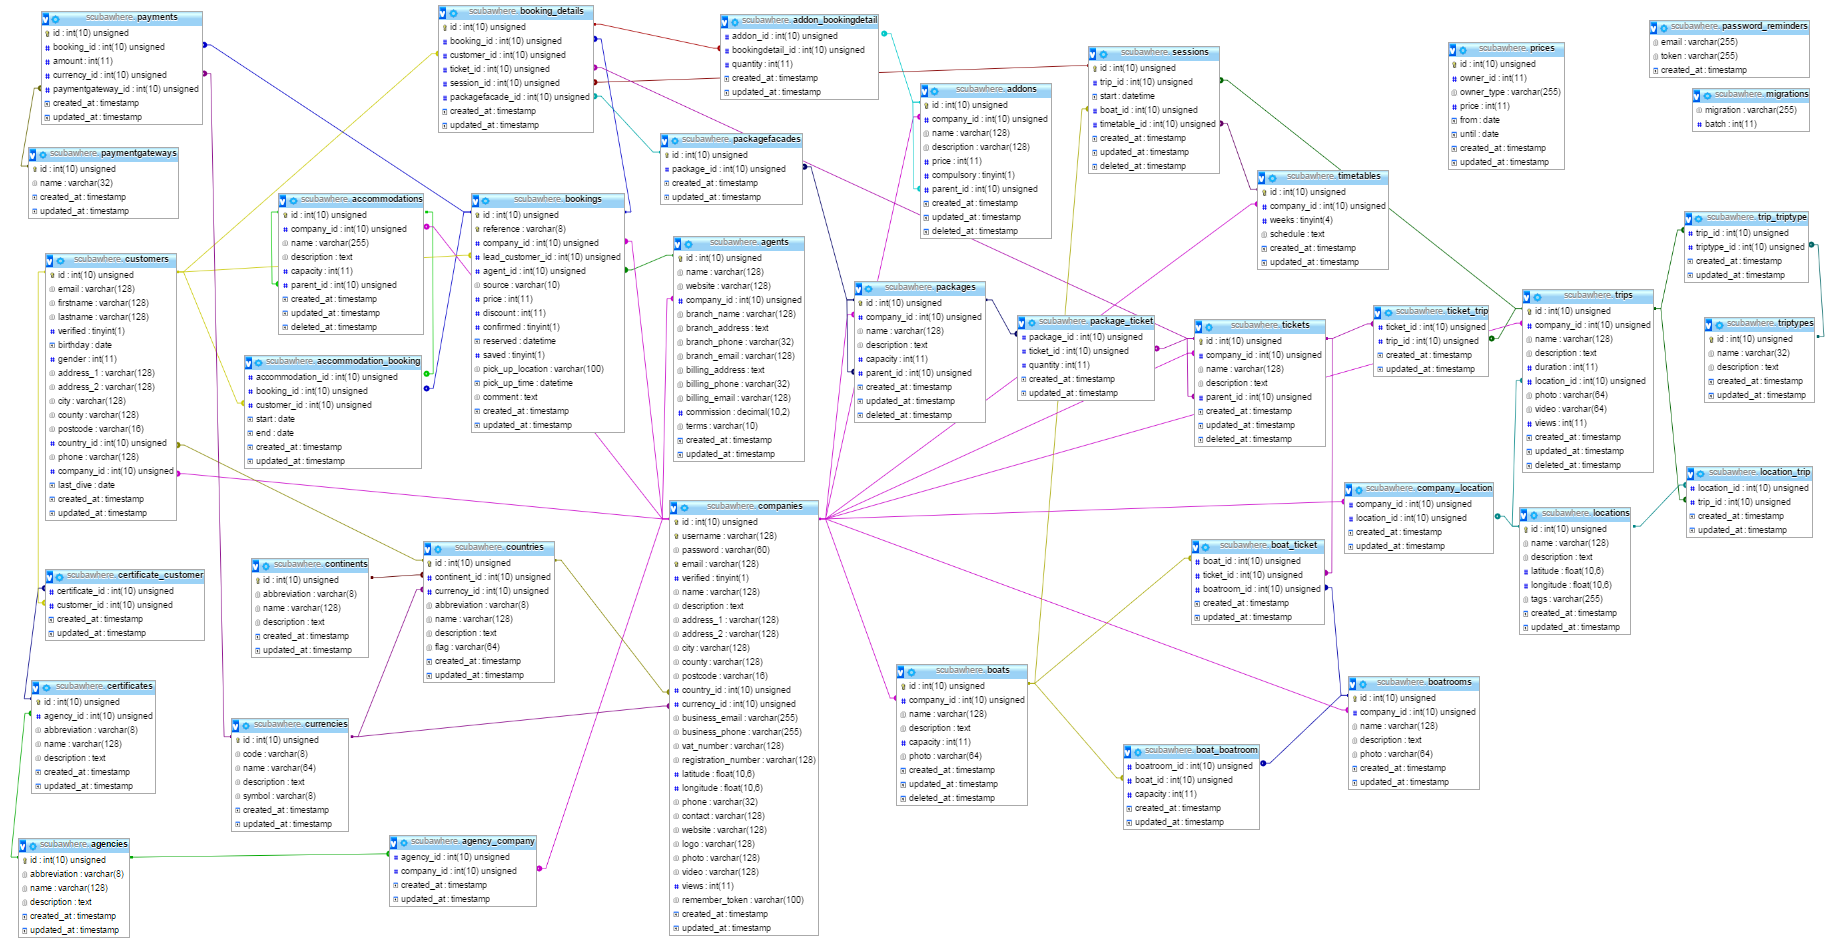 scubawhere. payments
id : int(10) unsigned
booking_id : int(10) unsigned
amount : int(11)
currency_id : int(10) unsigned
paymentgateway_id : int(10) unsigned
created_at : timestamp
updated_at : timestamp
scubawhere. paymentgateways
id : int(10) unsigned
name : varchar(32)
created_at : timestamp
updated_at : timestamp
scubawhere. customers
id : int(10) unsigned
email : varchar(128)
firstname : varchar(128)
lastname : varchar(128)
verified : tinyint(1)
birthday : date
gender : int(11)
address_1 : varchar(128)
address_2 : varchar(128)
city : varchar(128)
county : varchar(128)
postcode : varchar(16)
country_id : int(10) unsigned
phone : varchar(128)
company_id : int(10) unsigned
last_dive : date
created_at : timestamp
updated_at : timestamp
scubawhere. certificate_customer
certificate_id : int(10) unsigned
customer_id : int(10) unsigned
created_at : timestamp
updated_at : timestamp
scubawhere. certificates
id : int(10) unsigned
agency_id : int(10) unsigned
abbreviation : varchar(8)
name : varchar(128)
description : text
created_at : timestamp
updated_at : timestamp
scubawhere. agencies
id : int(10) unsigned
abbreviation : varchar(8)
name : varchar(128)
description : text
created_at : timestamp
updated_at : timestamp
scubawhere. accommodations
id : int(10) unsigned
company_id : int(10) unsigned
name : varchar(255)
description : text
capacity : int(11)
parent_id : int(10) unsigned
created_at : timestamp
updated_at : timestamp
deleted_at : timestamp
scubawhere. accommodation_booking
accommodation_id : int(10) unsigned
booking_id : int(10) unsigned
customer_id : int(10) unsigned
start : date
end : date
created_at : timestamp
updated_at : timestamp
scubawhere. continents
id : int(10) unsigned
abbreviation : varchar(8)
name : varchar(128)
description : text
created_at : timestamp
updated_at : timestamp
scubawhere. currencies
id : int(10) unsigned
code : varchar(8)
name : varchar(64)
description : text
symbol : varchar(8)
created_at : timestamp
updated_at : timestamp
scubawhere. booking_details
id : int(10) unsigned
booking_id : int(10) unsigned
customer_id : int(10) unsigned
ticket_id : int(10) unsigned
session_id : int(10) unsigned
packagefacade_id : int(10) unsigned
created_at : timestamp
updated_at : timestamp
scubawhere. bookings
id : int(10) unsigned
reference : varchar(8)
company_id : int(10) unsigned
lead_customer_id : int(10) unsigned
agent_id : int(10) unsigned
source : varchar(10)
price : int(11)
discount : int(11)
confirmed : tinyint(1)
reserved : datetime
saved : tinyint(1)
pick_up_location : varchar(100)
pick_up_time : datetime
comment : text
created_at : timestamp
updated_at : timestamp
scubawhere. countries
id : int(10) unsigned
continent_id : int(10) unsigned
currency_id : int(10) unsigned
abbreviation : varchar(8)
name : varchar(128)
description : text
flag : varchar(64)
created_at : timestamp
updated_at : timestamp
scubawhere. agency_company
agency_id : int(10) unsigned
company_id : int(10) unsigned
created_at : timestamp
updated_at : timestamp
scubawhere. addon_bookingdetail
addon_id : int(10) unsigned
bookingdetail_id : int(10) unsigned
quantity : int(11)
created_at : timestamp
updated_at : timestamp
scubawhere. packagefacades
id : int(10) unsigned
package_id : int(10) unsigned
created_at : timestamp
updated_at : timestamp
scubawhere. agents
id : int(10) unsigned
name : varchar(128)
website : varchar(128)
company_id : int(10) unsigned
branch_name : varchar(128)
branch_address : text
branch_phone : varchar(32)
branch_email : varchar(128)
billing_address : text
billing_phone : varchar(32)
billing_email : varchar(128)
commission : decimal(10,2)
terms : varchar(10)
created_at : timestamp
updated_at : timestamp
scubawhere. companies
id : int(10) unsigned
username : varchar(128)
password : varchar(60)
email : varchar(128)
verified : tinyint(1)
name : varchar(128)
description : text
address_1 : varchar(128)
address_2 : varchar(128)
city : varchar(128)
county : varchar(128)
postcode : varchar(16)
country_id : int(10) unsigned
currency_id : int(10) unsigned
business_email : varchar(255)
business_phone : varchar(255)
vat_number : varchar(128)
registration_number : varchar(128)
latitude : float(10,6)
longitude : float(10,6)
phone : varchar(32)
contact : varchar(128)
website : varchar(128)
logo : varchar(128)
photo : varchar(128)
video : varchar(128)
views : int(11)
remember_token : varchar(100)
created_at : timestamp
updated_at : timestamp
scubawhere. addons
id : int(10) unsigned
company_id : int(10) unsigned
name : varchar(128)
description : varchar(128)
price : int(11)
compulsory : tinyint(1)
parent_id : int(10) unsigned
created_at : timestamp
updated_at : timestamp
deleted_at : timestamp
scubawhere. packages
id : int(10) unsigned
company_id : int(10) unsigned
name : varchar(128)
description : text
capacity : int(11)
parent_id : int(10) unsigned
created_at : timestamp
updated_at : timestamp
deleted_at : timestamp
scubawhere. package_ticket
package_id : int(10) unsigned
ticket_id : int(10) unsigned
quantity : int(11)
created_at : timestamp
updated_at : timestamp
scubawhere. boats
id : int(10) unsigned
company_id : int(10) unsigned
name : varchar(128)
description : text
capacity : int(11)
photo : varchar(64)
created_at : timestamp
updated_at : timestamp
deleted_at : timestamp
scubawhere. sessions
id : int(10) unsigned
trip_id : int(10) unsigned
start : datetime
boat_id : int(10) unsigned
timetable_id : int(10) unsigned
created_at : timestamp
updated_at : timestamp
deleted_at : timestamp
scubawhere. timetables
id : int(10) unsigned
company_id : int(10) unsigned
weeks : tinyint(4)
schedule : text
created_at : timestamp
updated_at : timestamp
scubawhere. tickets
id : int(10) unsigned
company_id : int(10) unsigned
name : varchar(128)
description : text
parent_id : int(10) unsigned
created_at : timestamp
updated_at : timestamp
deleted_at : timestamp
scubawhere. boat_ticket
boat_id : int(10) unsigned
ticket_id : int(10) unsigned
boatroom_id : int(10) unsigned
created_at : timestamp
updated_at : timestamp
scubawhere. boat_boatroom
boatroom_id : int(10) unsigned
boat_id : int(10) unsigned
capacity : int(11)
created_at : timestamp
updated_at : timestamp
scubawhere. boatrooms
id : int(10) unsigned
company_id : int(10) unsigned
name : varchar(128)
description : text
photo : varchar(64)
created_at : timestamp
updated_at : timestamp
scubawhere. ticket_trip
ticket_id : int(10) unsigned
trip_id : int(10) unsigned
created_at : timestamp
updated_at : timestamp
scubawhere. company_location
company_id : int(10) unsigned
location_id : int(10) unsigned
created_at : timestamp
updated_at : timestamp
scubawhere. prices
id : int(10) unsigned
owner_id : int(11)
owner_type : varchar(255)
price : int(11)
from : date
until : date
created_at : timestamp
updated_at : timestamp
scubawhere. trips
id : int(10) unsigned
company_id : int(10) unsigned
name : varchar(128)
description : text
duration : int(11)
location_id : int(10) unsigned
photo : varchar(64)
video : varchar(64)
views : int(11)
created_at : timestamp
updated_at : timestamp
deleted_at : timestamp
scubawhere. locations
id : int(10) unsigned
name : varchar(128)
description : text
latitude : float(10,6)
longitude : float(10,6)
tags : varchar(255)
created_at : timestamp
updated_at : timestamp
scubawhere. password_reminders
email : varchar(255)
token : varchar(255)
created_at : timestamp
scubawhere. migrations
migration : varchar(255)
batch : int(11)
scubawhere. trip_triptype
trip_id : int(10) unsigned
triptype_id : int(10) unsigned
created_at : timestamp
updated_at : timestamp
scubawhere. triptypes
id : int(10) unsigned
name : varchar(32)
description : text
created_at : timestamp
updated_at : timestamp
scubawhere. location_trip
location_id : int(10) unsigned
trip_id : int(10) unsigned
created_at : timestamp
updated_at : timestamp